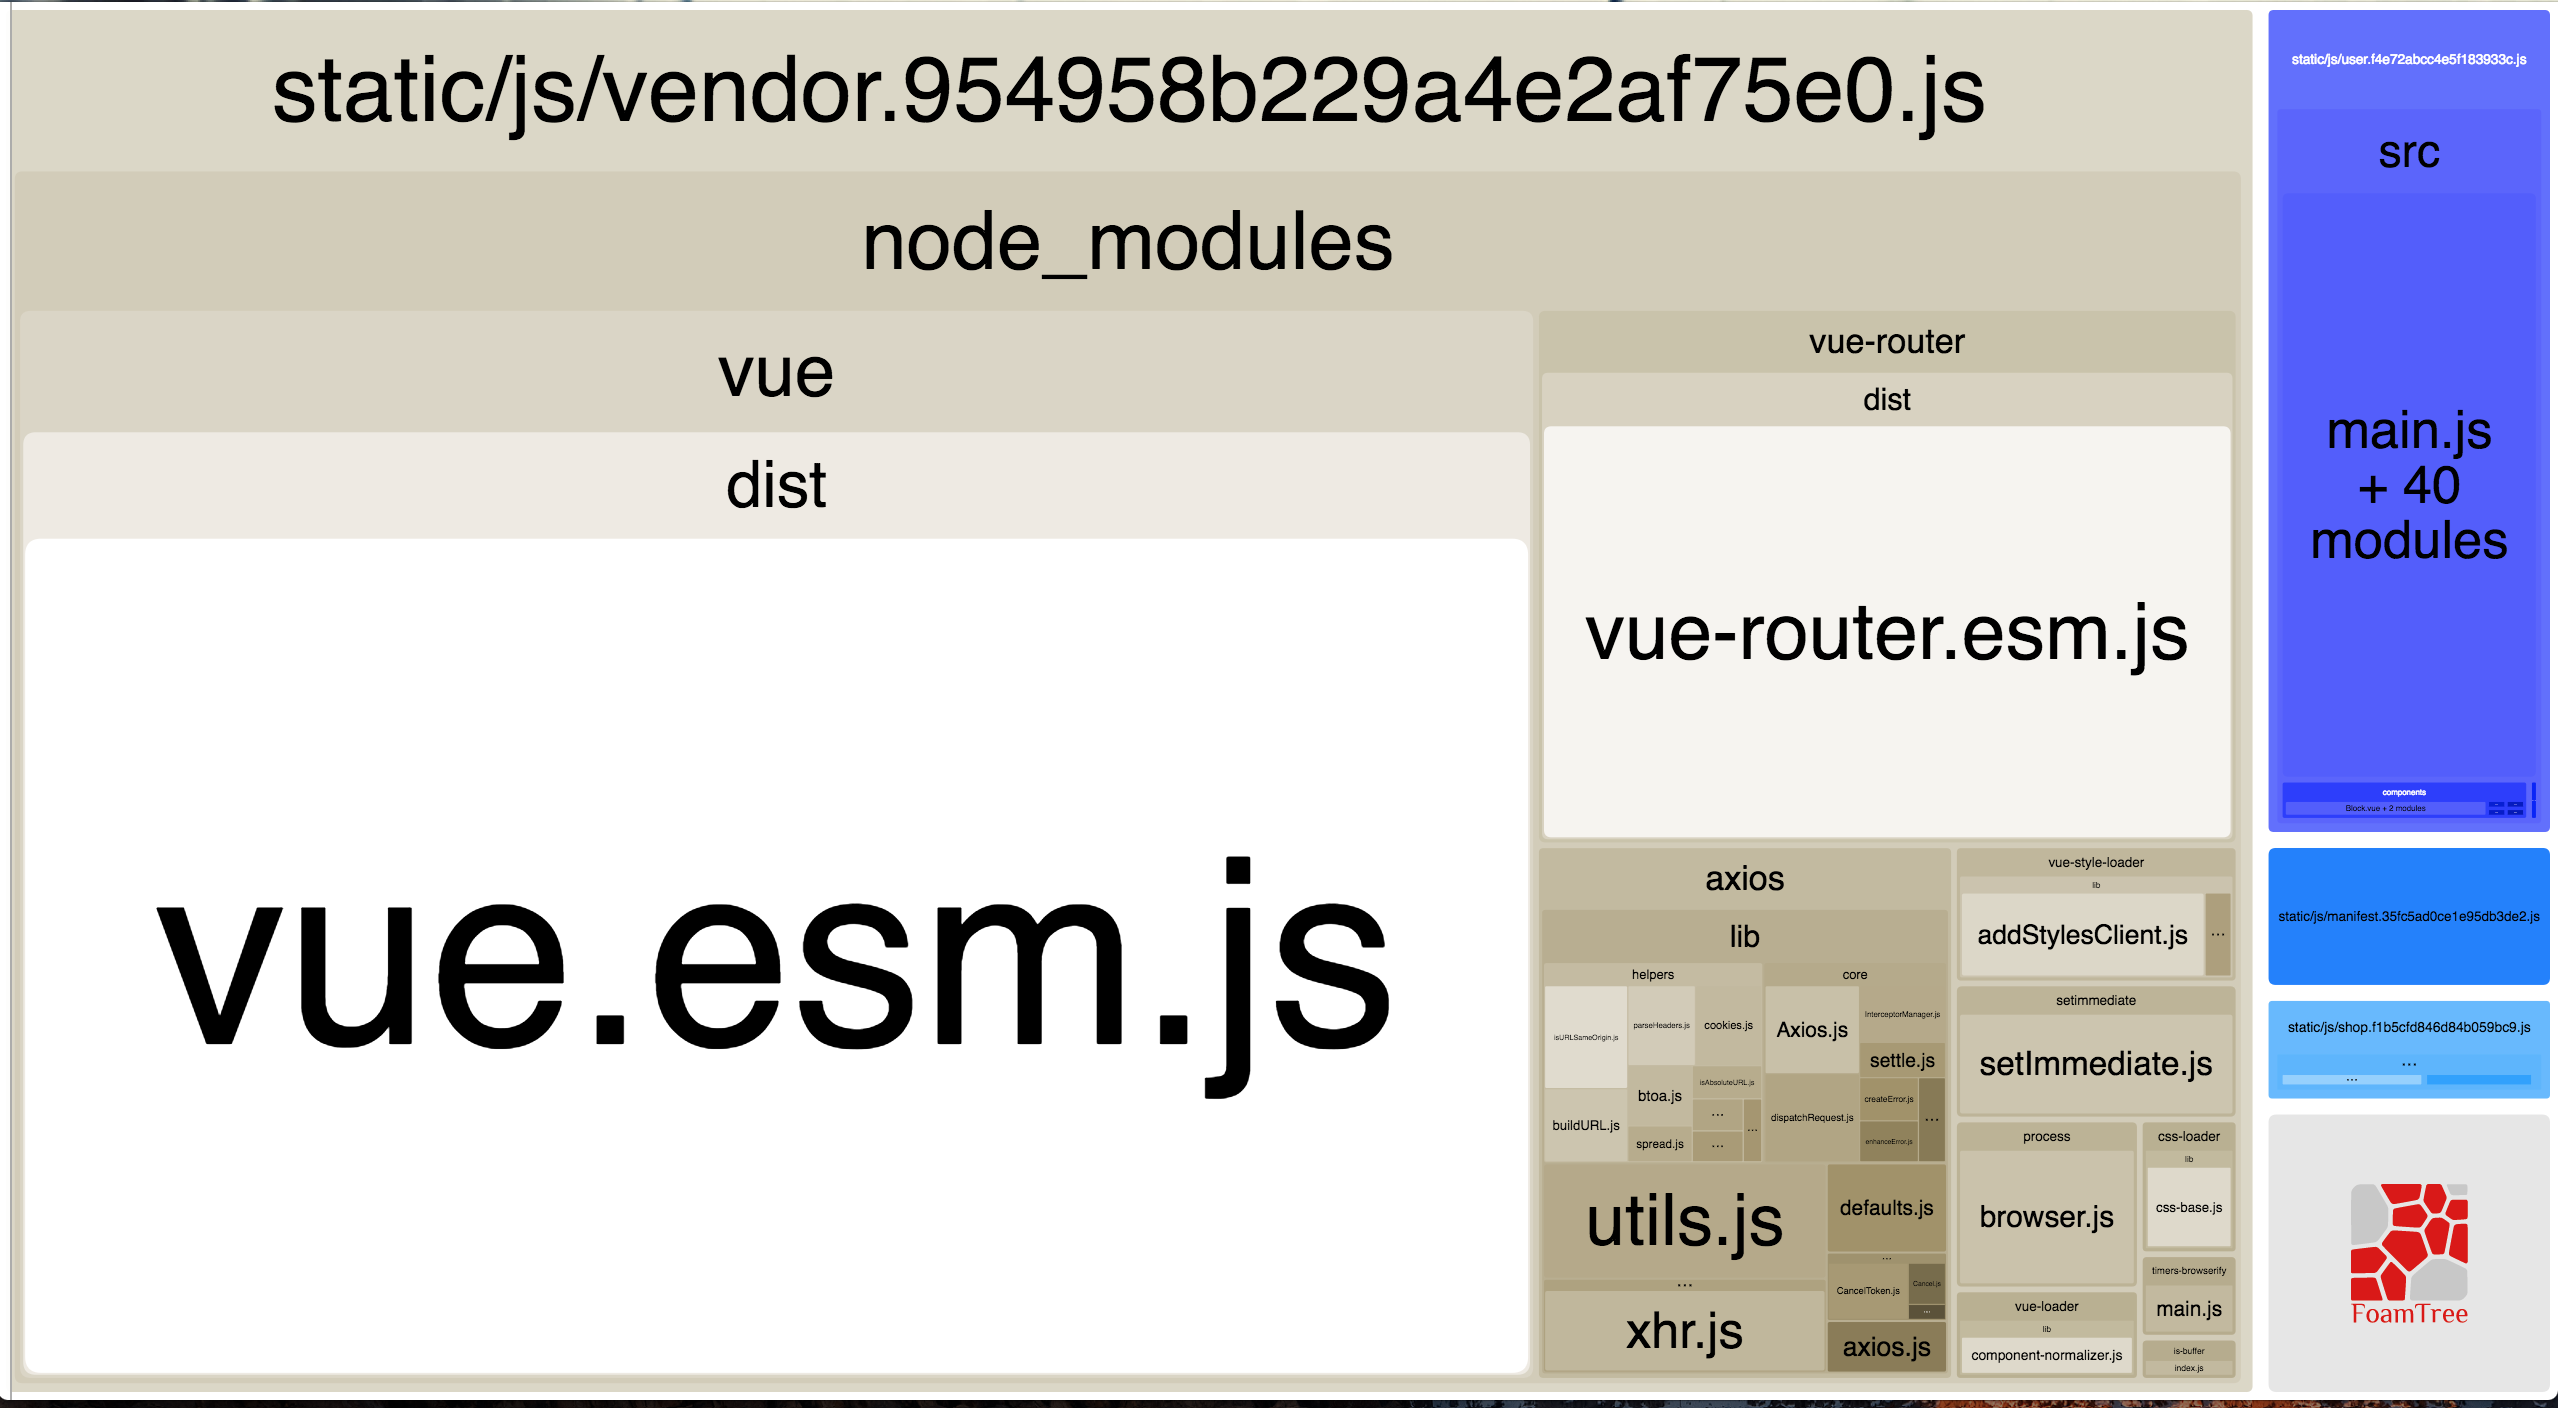 static/js/vendor.954958b229a4e2af75e0.js
node_modules
vue
dist
vue.esm.js
vue-router
dist
vue-router.esm.js
axios
lib
helpers
isURLSameOrigin.js
parseHeaders.js
cookies.js
buildURL.js
btoa.js
spread.js
isAbsoluteURL.js
...
...
...
core
Axios.js
InterceptorManager.js
settle.js
dispatchRequest.js
createError.js
enhanceError.js
...
utils.js
defaults.js
...
xhr.js
...
CancelToken.js
Cancel.js
...
axios.js
vue-style-loader
lib
addStylesClient.js
...
setimmediate
setImmediate.js
process
browser.js
css-loader
lib
css-base.js
timers-browserify
main.js
vue-loader
lib
component-normalizer.js
is-buffer
index.js
static/js/user.f4e72abcc4e5f183933c.js
src
main.js
+ 40
modules
components
Block.vue + 2 modules
static/js/manifest.35fc5ad0ce1e95db3de2.js
static/js/shop.f1b5cfd846d84b059bc9.js
...
...
FoamTree